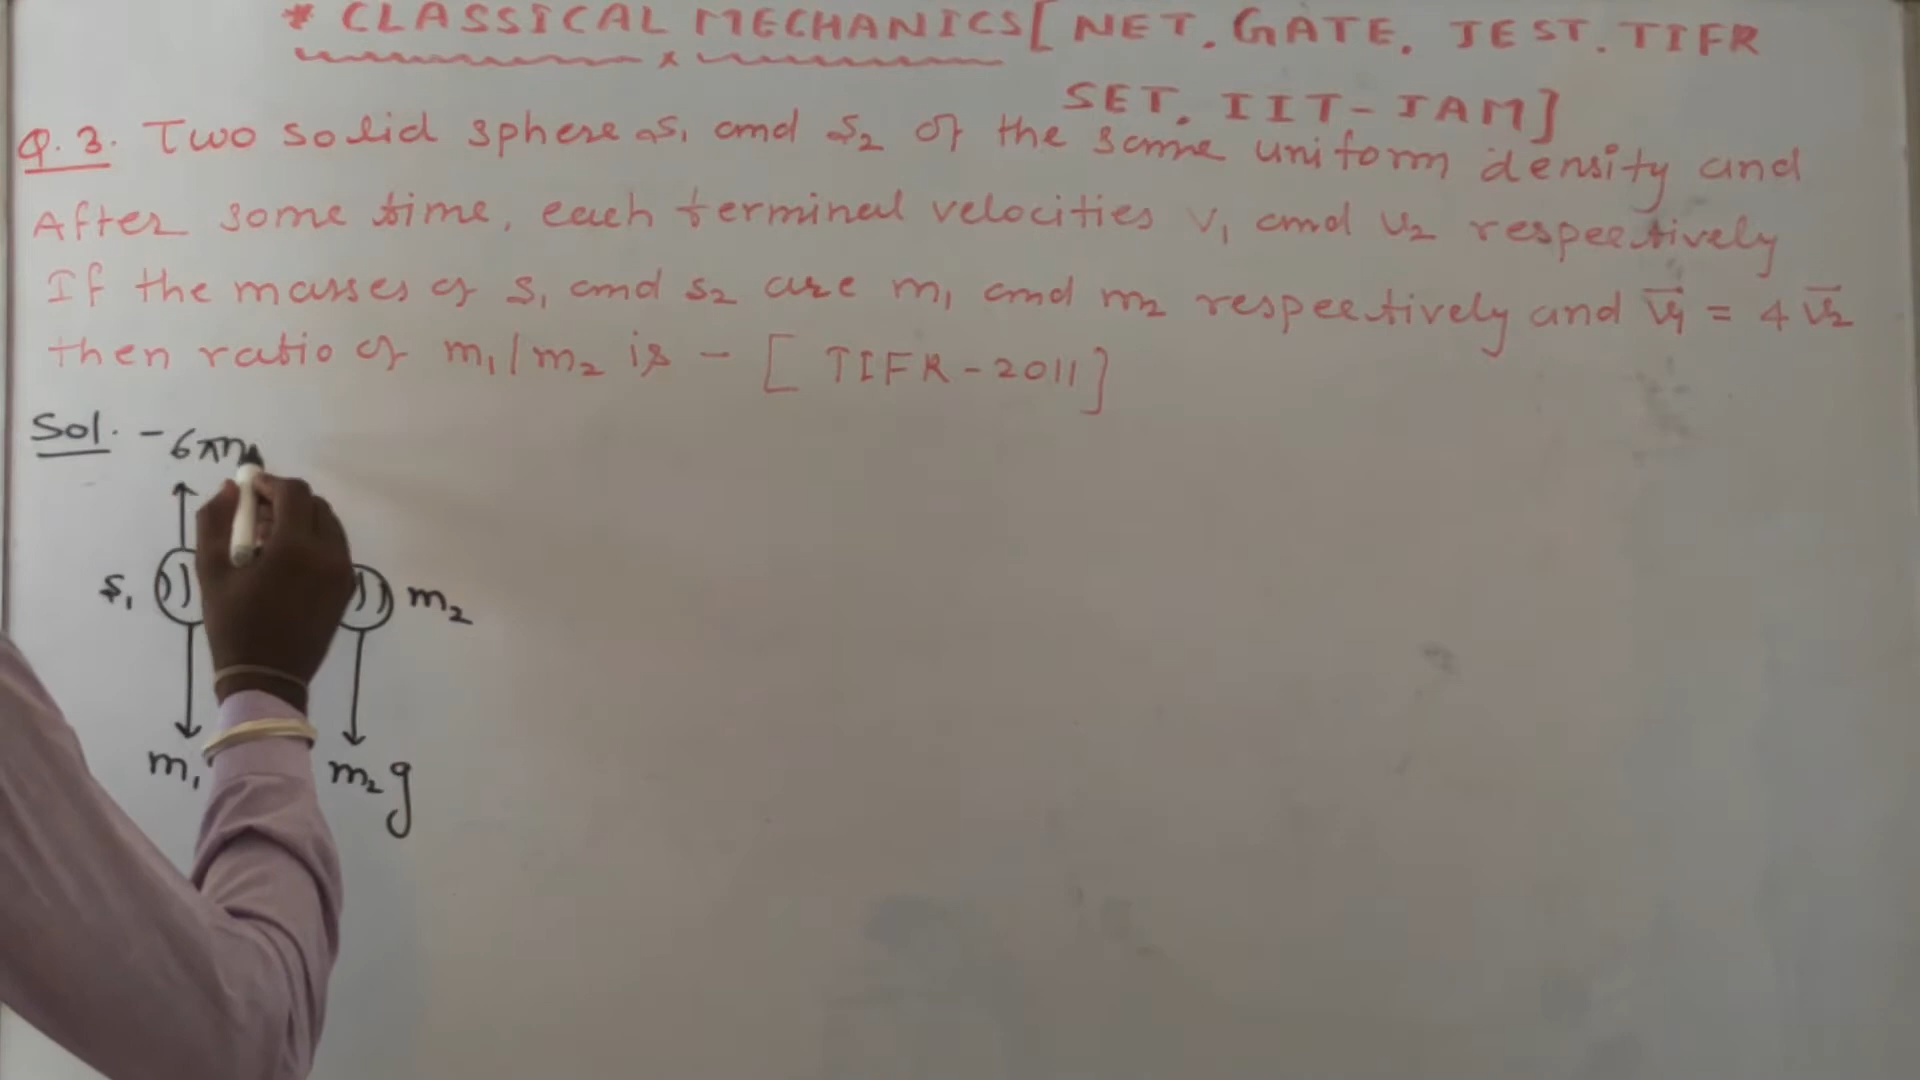 * CLASSICAL MECHANICS [ NET. GATE. JEST. TIFR
SET. IIT-JAM]
Q.3. Two solid sphere S₁ and S₂ of the same uniform density and
After some time, each terminal velocities V₁ and V₂ respectively
If the masses of S₁ and S₂ are m₁ and m₂ respectively and V⃗₁ = 4 V⃗₂
then ratio of m₁/m₂ is - [ TIFR-2011]
Sol. -
6πη
S₁
m₂
m₁
m₂g